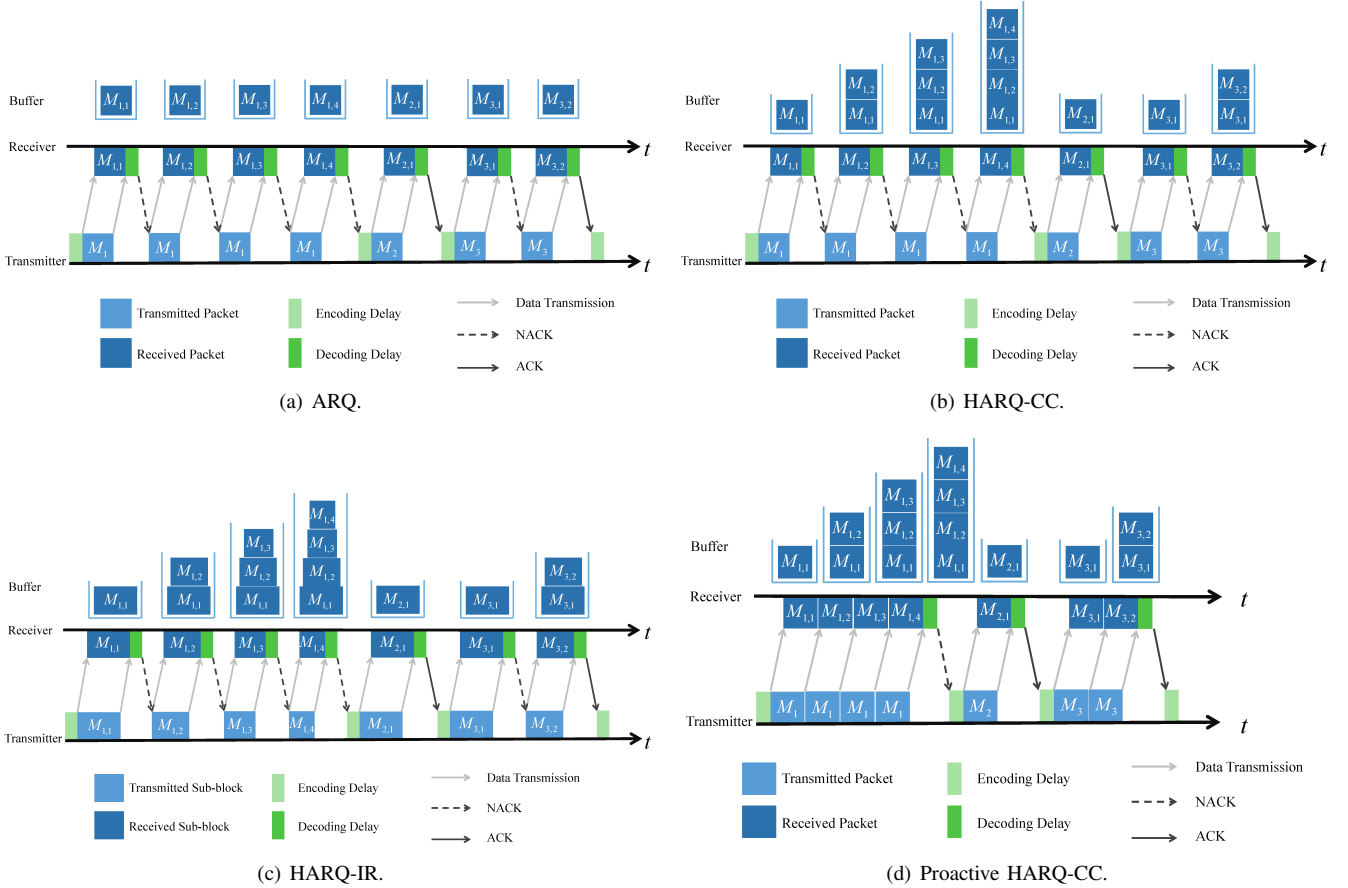 Buffer
M1,1 M1,2 M1,3 M1,4 M2,1 M3,1 M3,2
Receiver
t
M1,1 M1,2 M1,3 M1,4 M2,1 M3,1 M3,2
M1 M1 M1 M1 M2 M3 M3
Transmitter
t
Transmitted Packet
Encoding Delay
Data Transmission
NACK
Received Packet
Decoding Delay
ACK
(a) ARQ.
M1,4
M1,3 M1,3
M1,2 M1,2 M1,2 M3,2
Buffer
M1,1 M1,1 M1,1 M1,1 M2,1 M3,1 M3,1
Receiver
t
M1,1 M1,2 M1,3 M1,4 M2,1 M3,1 M3,2
M1 M1 M1 M1 M2 M3 M3
Transmitter
t
Transmitted Packet
Encoding Delay
Data Transmission
NACK
Received Packet
Decoding Delay
ACK
(b) HARQ-CC.
M1,4
M1,3 M1,3
M1,2 M1,2 M1,2 M3,2
Buffer
M1,1 M1,1 M1,1 M1,1 M2,1 M3,1 M3,1
Receiver
t
M1,1 M1,2 M1,3 M1,4 M2,1 M3,1 M3,2
M1,1 M1,2 M1,3 M1,4 M2,1 M3,1 M3,2
Transmitter
t
Transmitted Sub-block
Encoding Delay
Data Transmission
NACK
Received Sub-block
Decoding Delay
ACK
(c) HARQ-IR.
M1,4
M1,3 M1,3
M1,2 M1,2 M1,2 M3,2
Buffer
M1,1 M1,1 M1,1 M1,1 M2,1 M3,1 M3,1
Receiver
t
M1,1 M1,2 M1,3 M1,4 M2,1 M3,1 M3,2
M1 M1 M1 M1 M2 M3 M3
Transmitter
t
Transmitted Packet
Encoding Delay
Data Transmission
NACK
Received Packet
Decoding Delay
ACK
(d) Proactive HARQ-CC.